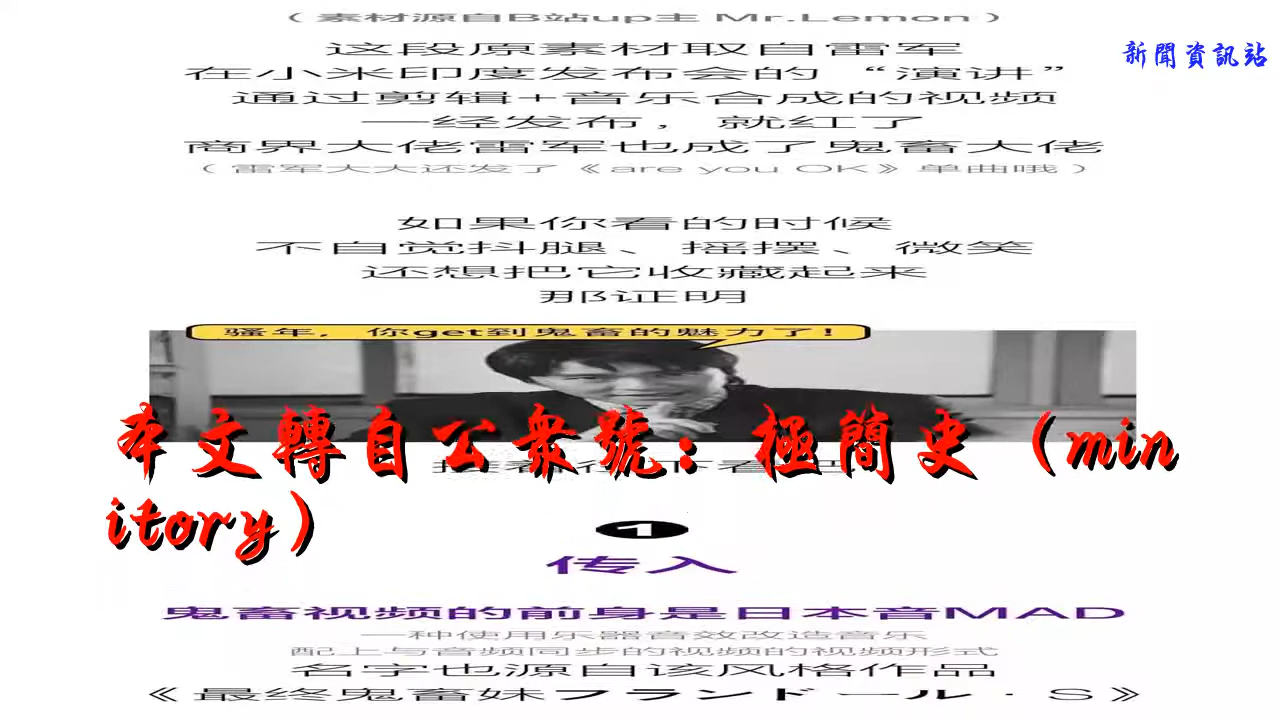 （素材源自B站up主 Mr.Lemon）
这段原素材取自雷军
新聞資訊站
在小米印度发布会的“演讲”
通过剪辑+音乐合成的视频
一经发布，就红了
商界大佬雷军也成了鬼畜大佬
（雷军大大还发了《are you OK》单曲哦）
如果你看的时候
不自觉抖腿、摇摆、微笑
还想把它收藏起来
那证明
骚年，你get到鬼畜的魅力了！
本文轉自公衆號：極簡史（min
itory）
1
传入
鬼畜视频的前身是日本音MAD
一种使用乐器音效改造音乐
配上与音频同步的视频的视频形式
名字也源自该风格作品
《最终鬼畜妹フランドール·S》